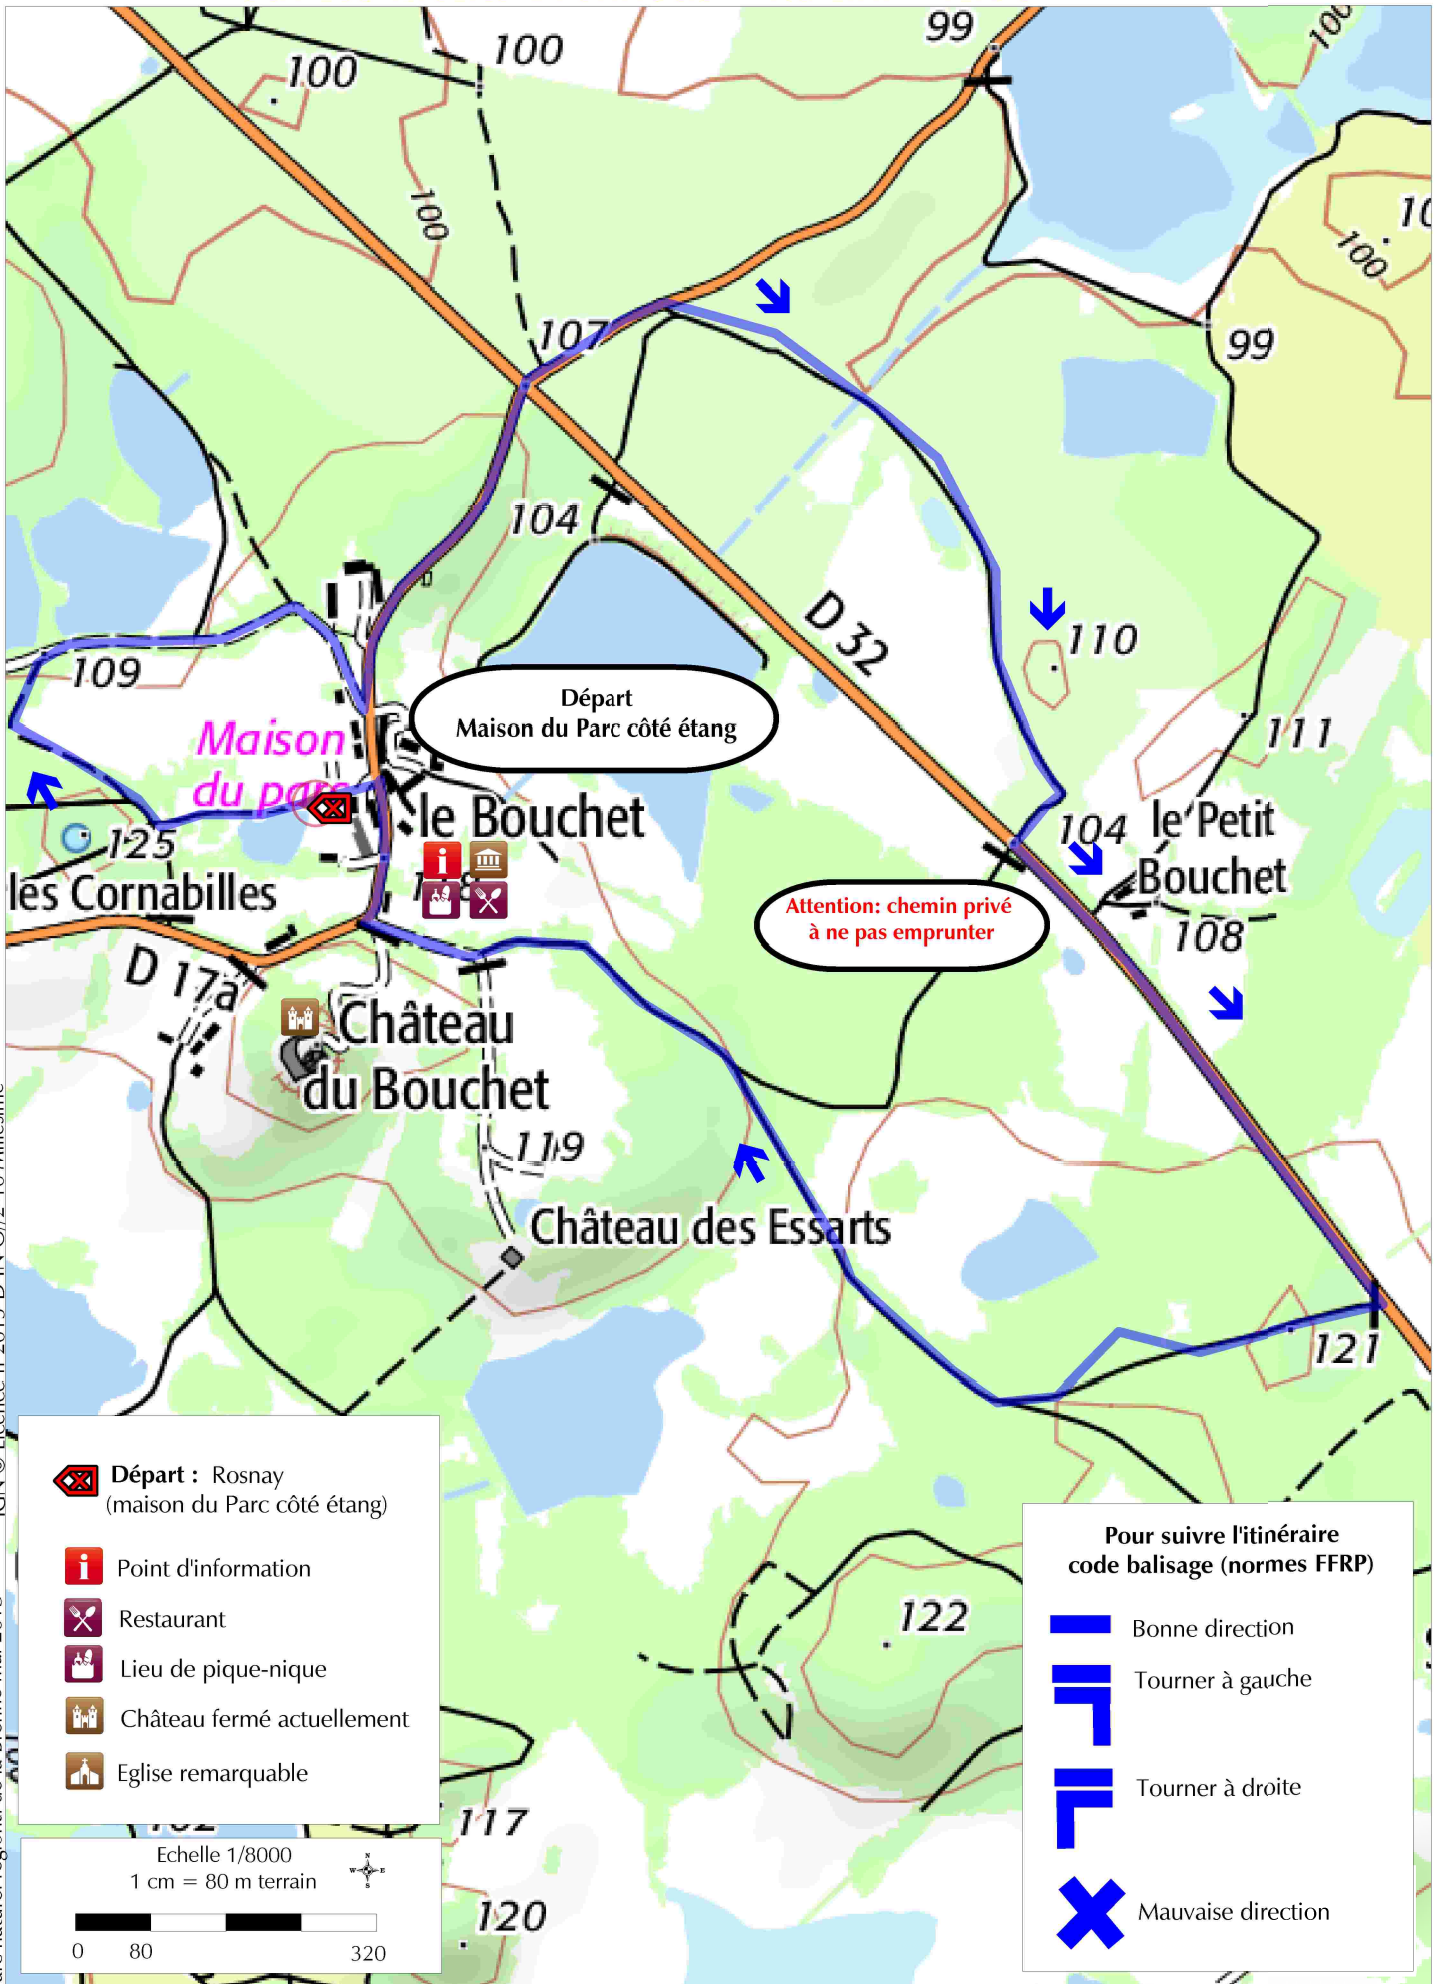 99
100
100
100
100
10
100
107
99
104
D 32
110
109
Départ
Maison du Parc côté étang
111
Maison
du parc
le Bouchet
104
le Petit
Bouchet
125
les Cornabilles
Attention: chemin privé
à ne pas emprunter
108
D 17a
Château
du Bouchet
119
Château des Essarts
121
Départ : Rosnay
(maison du Parc côté étang)
Point d'information
Restaurant
Lieu de pique-nique
Château fermé actuellement
Eglise remarquable
Pour suivre l'itinéraire
code balisage (normes FFRP)
Bonne direction
Tourner à gauche
Tourner à droite
Mauvaise direction
122
117
120
Echelle 1/8000
1 cm = 80 m terrain
N
W E
S
0 80 320